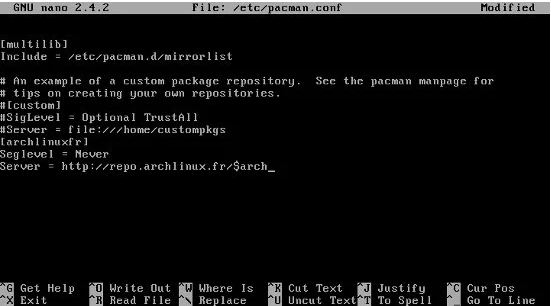 GNU nano 2.4.2 File: /etc/pacman.conf Modified
[multilib]
Include = /etc/pacman.d/mirrorlist
# An example of a custom package repository. See the pacman manpage for
# tips on creating your own repositories.
#[custom]
#SigLevel = Optional TrustAll
#Server = file:///home/custompkgs
[archlinuxfr]
Seglevel = Never
Server = http://repo.archlinux.fr/$arch_
^G Get Help ^O Write Out ^W Where Is ^K Cut Text ^J Justify ^C Cur Pos
^X Exit ^R Read File ^\ Replace ^U Uncut Text ^T To Spell ^_ Go To Line